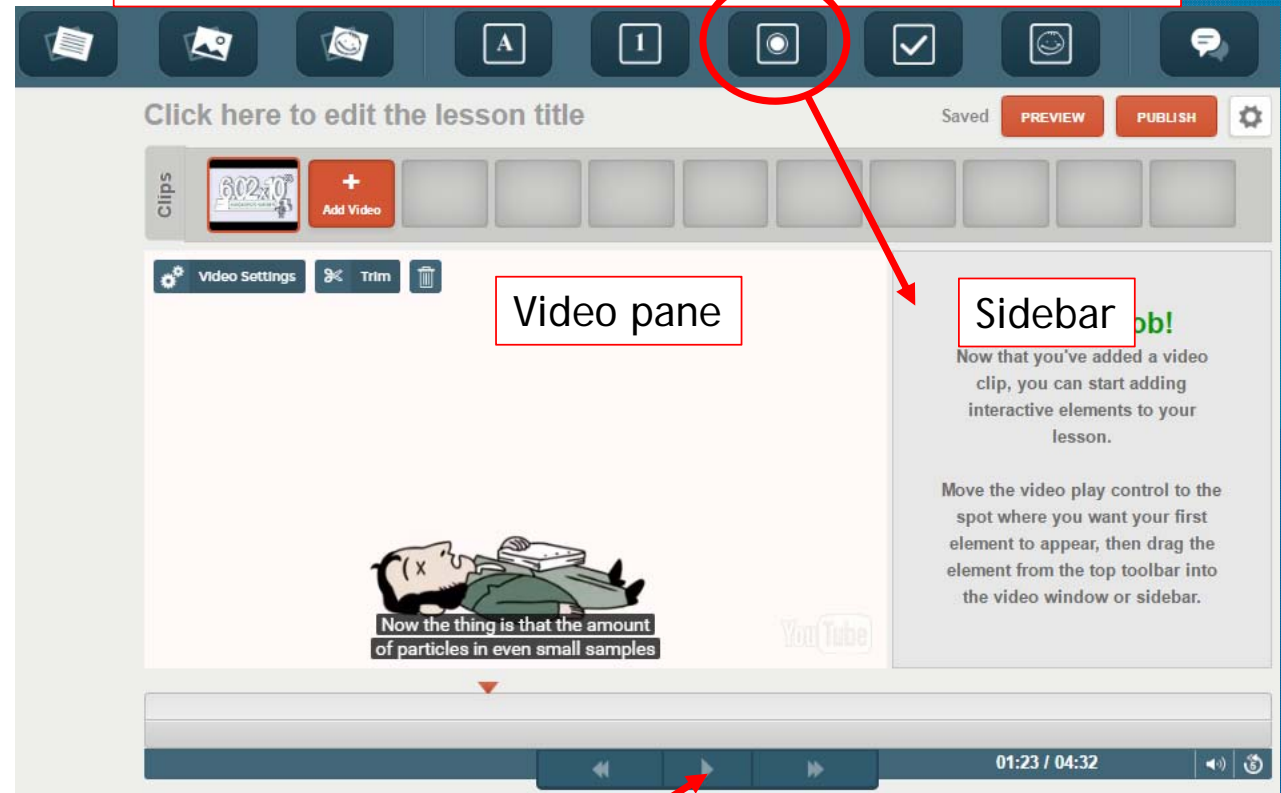 A
1
Click here to edit the lesson title
Saved
PREVIEW
PUBLISH
Clips
602x10
+
Add Video
Video Settings
Trim
Video pane
Sidebar
ob!
Now that you've added a video
clip, you can start adding
interactive elements to your
lesson.
Move the video play control to the
spot where you want your first
element to appear, then drag the
element from the top toolbar into
the video window or sidebar.
Now the thing is that the amount
of particles in even small samples
YouTube
01:23 / 04:32
5